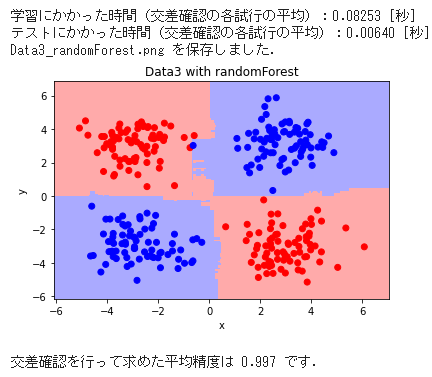 学習にかかった時間（交差確認の各試行の平均）：0.08253 [秒]
テストにかかった時間（交差確認の各試行の平均）：0.00640 [秒]
Data3_randomForest.png を保存しました.
Data3 with randomForest
6
4
2
0
−2
−4
−6
y
−6 −4 −2 0 2 4 6
x
交差確認を行って求めた平均精度は 0.997 です.